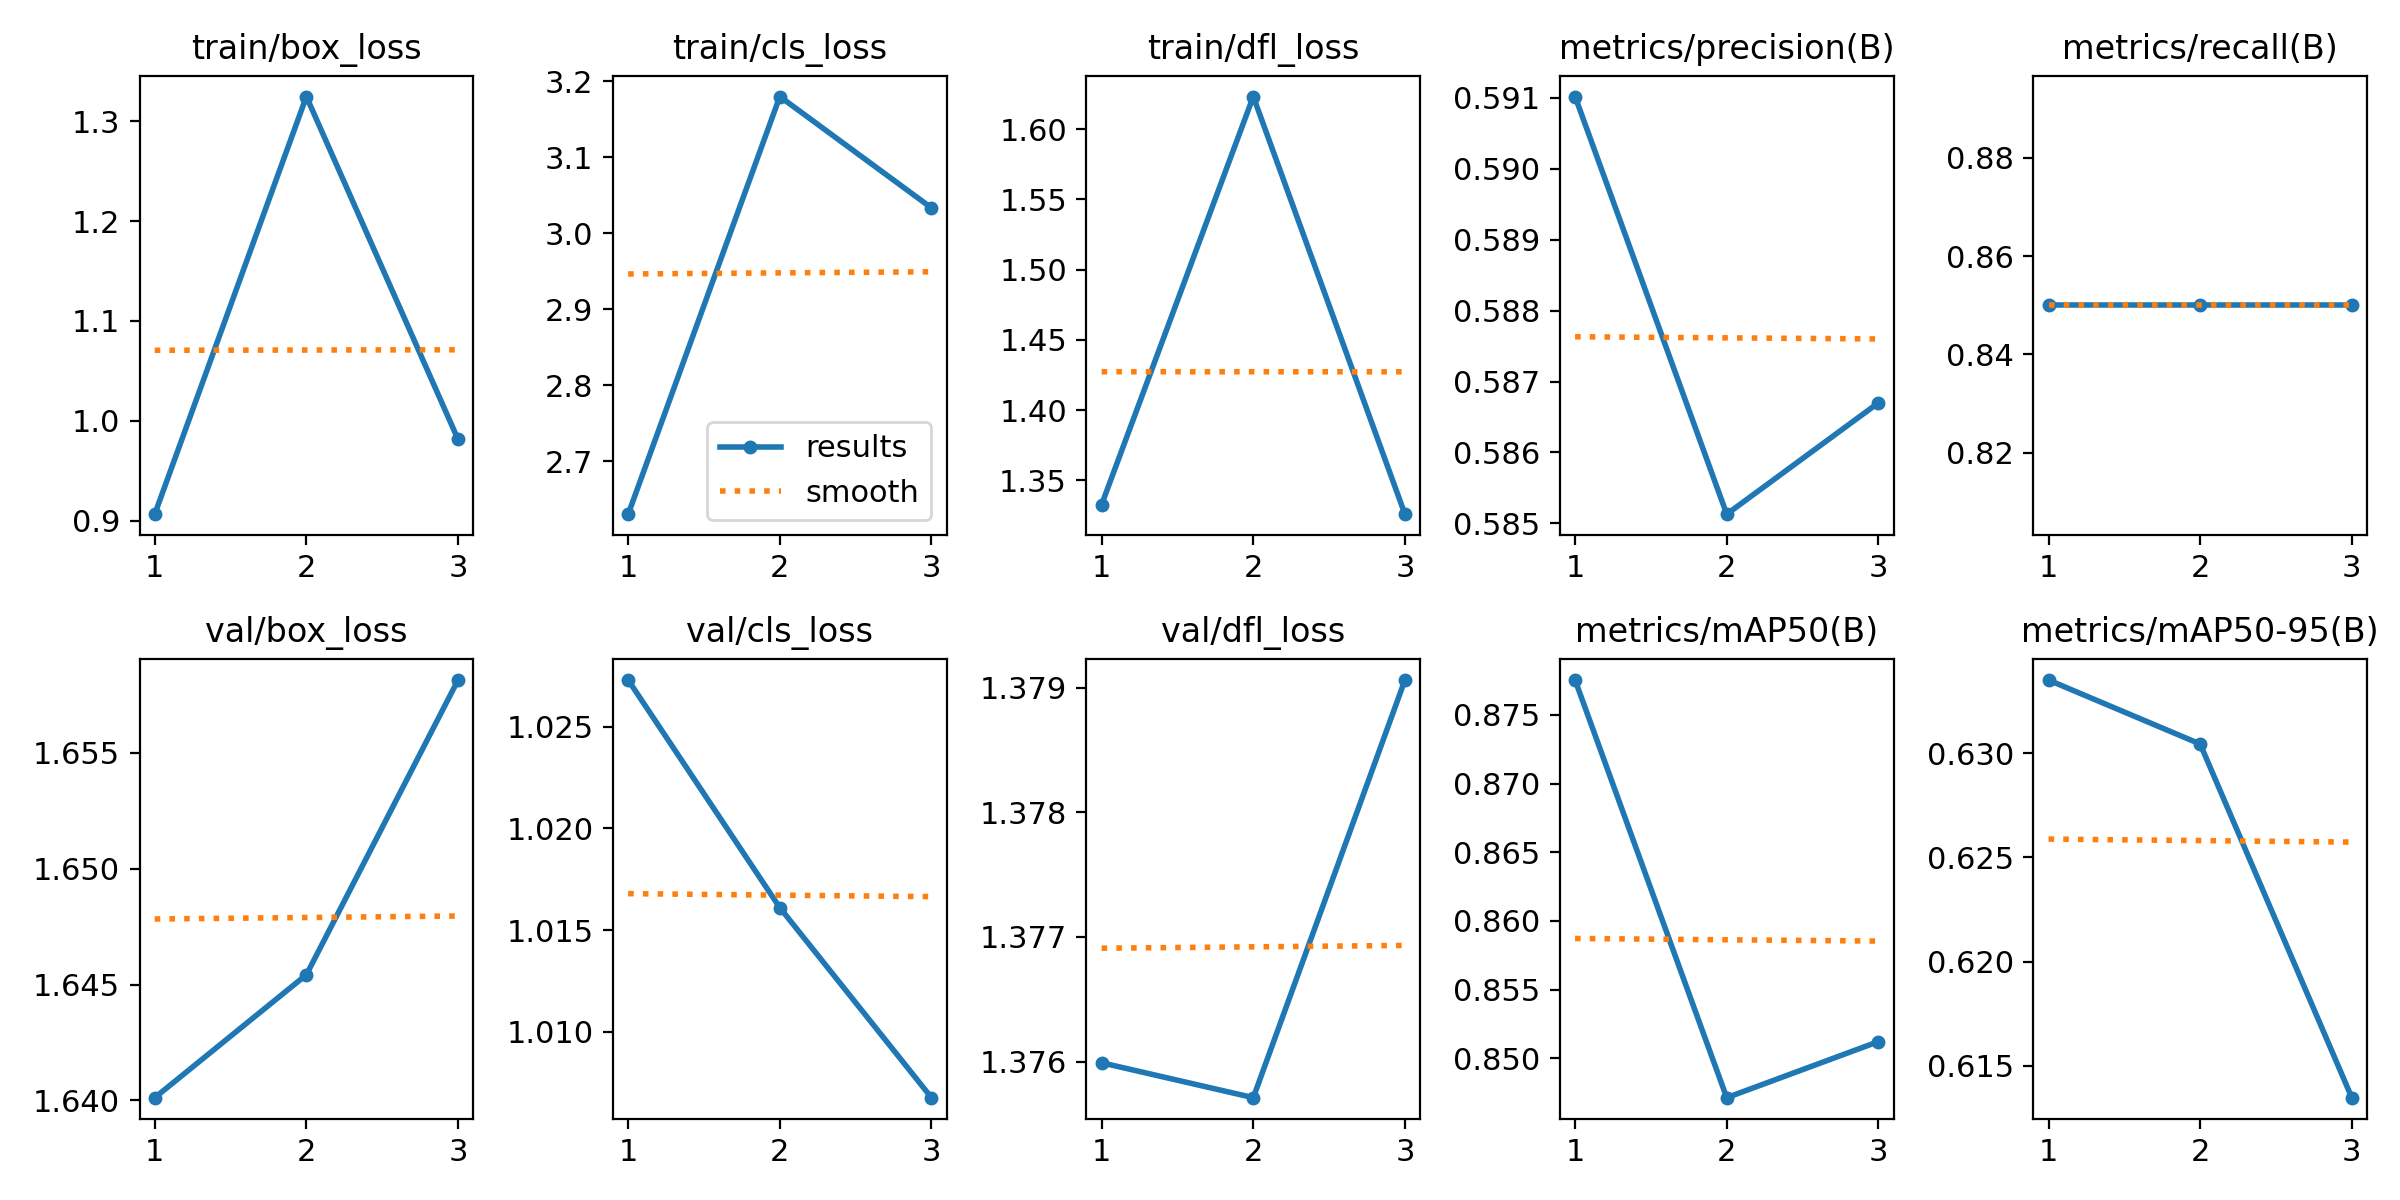 train/box_loss
1.3
1.2
1.1
1.0
0.9
1 2 3
train/cls_loss
3.2
3.1
3.0
2.9
2.8
2.7
results
smooth
1 2 3
train/dfl_loss
1.60
1.55
1.50
1.45
1.40
1.35
1 2 3
metrics/precision(B)
0.591
0.590
0.589
0.588
0.587
0.586
0.585
1 2 3
metrics/recall(B)
0.88
0.86
0.84
0.82
1 2 3
val/box_loss
1.655
1.650
1.645
1.640
1 2 3
val/cls_loss
1.025
1.020
1.015
1.010
1 2 3
val/dfl_loss
1.379
1.378
1.377
1.376
1 2 3
metrics/mAP50(B)
0.875
0.870
0.865
0.860
0.855
0.850
1 2 3
metrics/mAP50-95(B)
0.630
0.625
0.620
0.615
1 2 3